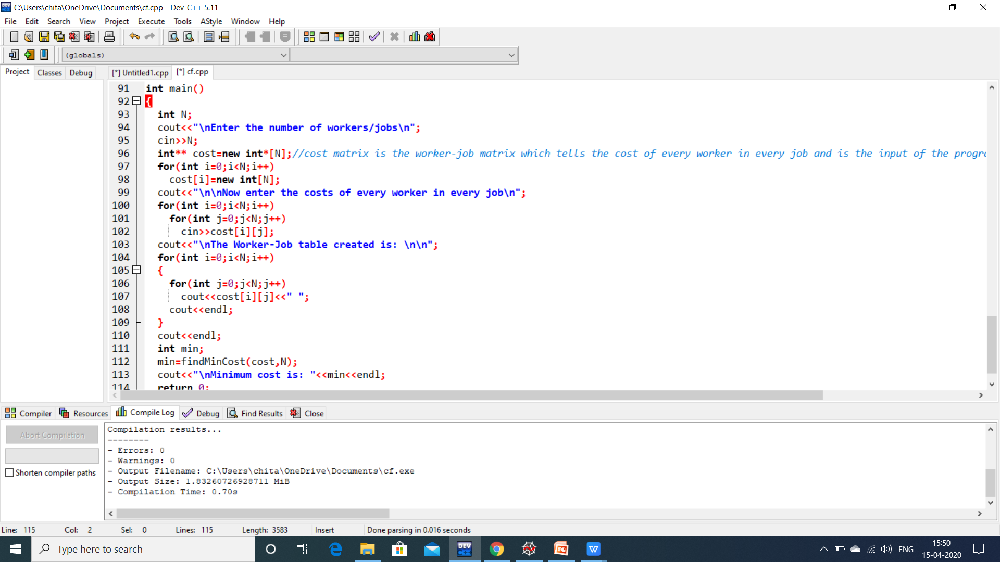 C:\Users\chita\OneDrive\Documents\cf.cpp - Dev-C++ 5.11
File Edit Search View Project Execute Tools AStyle Window Help
(globals)
Project Classes Debug [*] Untitled1.cpp [*] cf.cpp
91 int main()
92 {
93 int N;
94 cout<<"\nEnter the number of workers/jobs\n";
95 cin>>N;
96 int** cost=new int*[N];//cost matrix is the worker-job matrix which tells the cost of every worker in every job and is the input of the progra
97 for(int i=0;i<N;i++)
98 cost[i]=new int[N];
99 cout<<"\n\nNow enter the costs of every worker in every job\n";
100 for(int i=0;i<N;i++)
101 for(int j=0;j<N;j++)
102 cin>>cost[i][j];
103 cout<<"\nThe Worker-Job table created is: \n\n";
104 for(int i=0;i<N;i++)
105 {
106 for(int j=0;j<N;j++)
107 cout<<cost[i][j]<<" ";
108 cout<<endl;
109 }
110 cout<<endl;
111 int min;
112 min=findMinCost(cost,N);
113 cout<<"\nMinimum cost is: "<<min<<endl;
114 return 0;
Compiler Resources Compile Log Debug Find Results Close
Abort Compilation
Shorten compiler paths
Compilation results...
--------
- Errors: 0
- Warnings: 0
- Output Filename: C:\Users\chita\OneDrive\Documents\cf.exe
- Output Size: 1.83260726928711 MiB
- Compilation Time: 0.70s
Line: 115 Col: 2 Sel: 0 Lines: 115 Length: 3583 Insert Done parsing in 0.016 seconds
Type here to search
DEV C++
ENG
15:50
15-04-2020